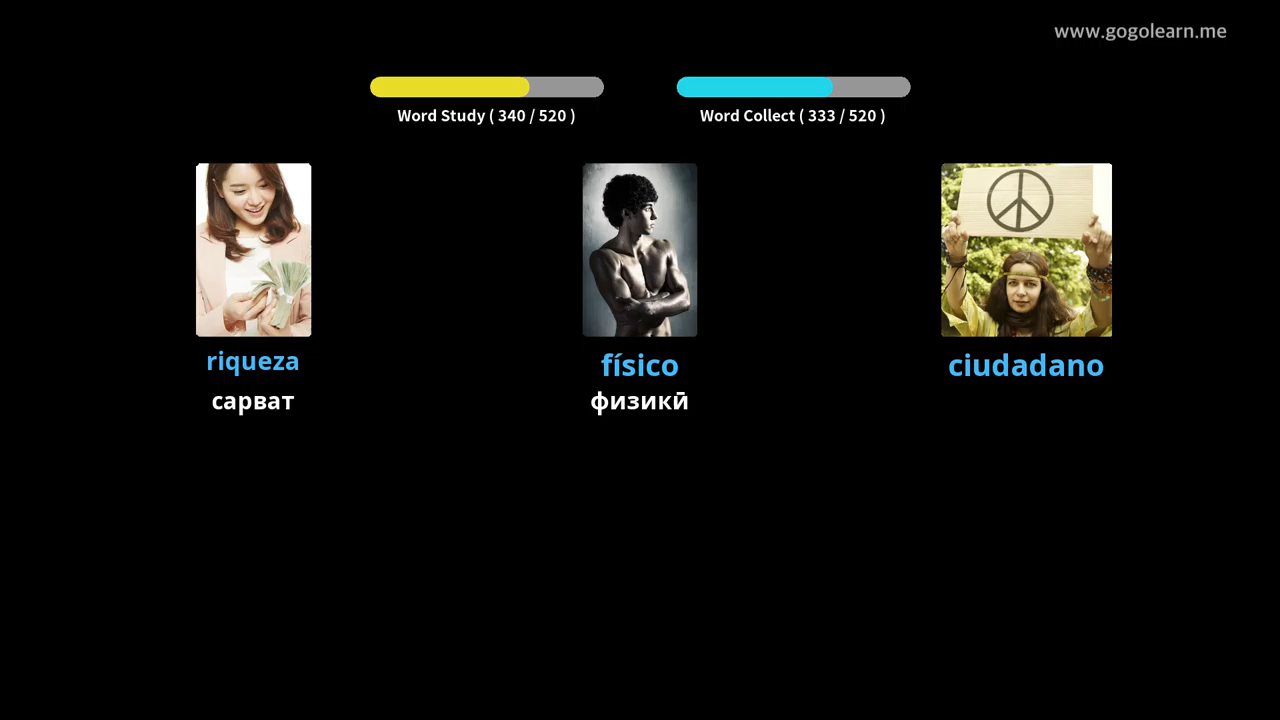 www.gogolearn.me
Word Study ( 340 / 520 )
Word Collect ( 333 / 520 )
riqueza
físico
ciudadano
сарват
физикӣ